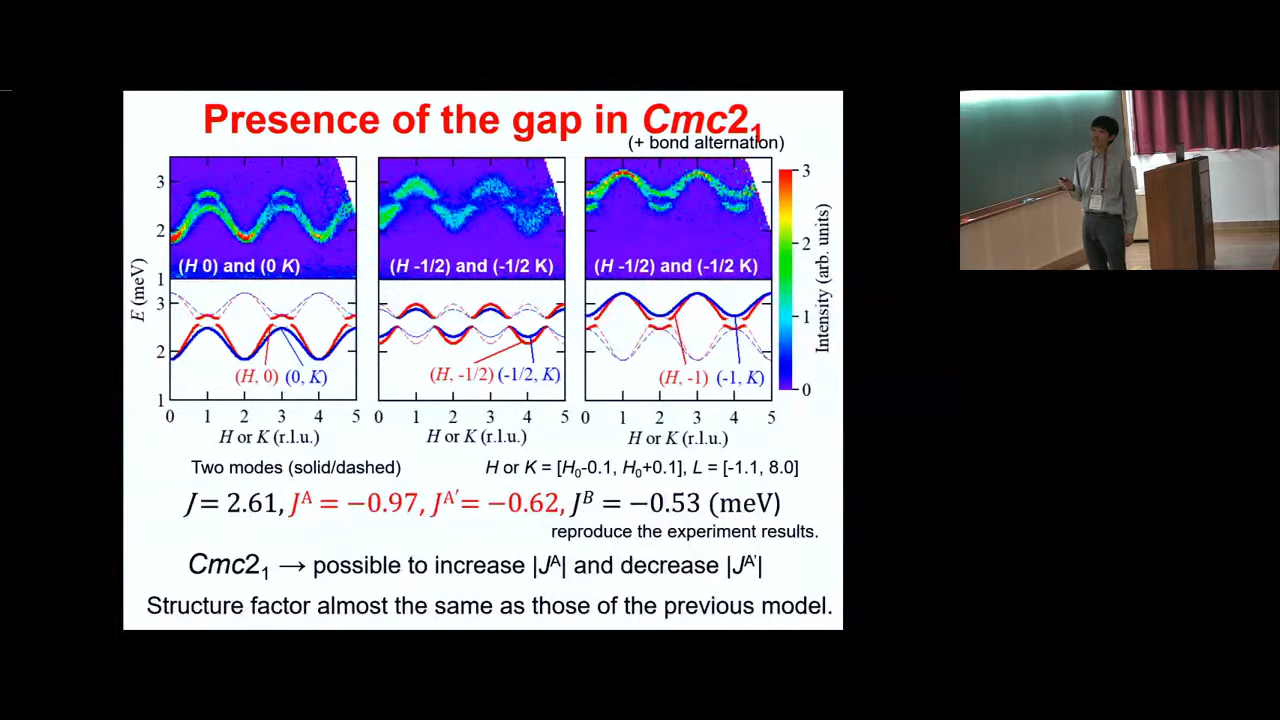 Presence of the gap in Cmc2₁
(+ bond alternation)
E (meV)
3
2
1
3
2
1
(H 0) and (0 K)
(H -1/2) and (-1/2 K)
(H -1/2) and (-1/2 K)
(H, 0) (0, K)
(H, -1/2) (-1/2, K)
(H, -1) (-1, K)
0 1 2 3 4 5
0 1 2 3 4 5
0 1 2 3 4 5
H or K (r.l.u.)
H or K (r.l.u.)
H or K (r.l.u.)
3
2
1
0
Intensity (arb. units)
Two modes (solid/dashed)
H or K = [H₀-0.1, H₀+0.1], L = [-1.1, 8.0]
J= 2.61, Jᴬ = −0.97, Jᴬ′= −0.62, Jᴮ = −0.53 (meV)
reproduce the experiment results.
Cmc2₁ → possible to increase |Jᴬ| and decrease |Jᴬ'|
Structure factor almost the same as those of the previous model.